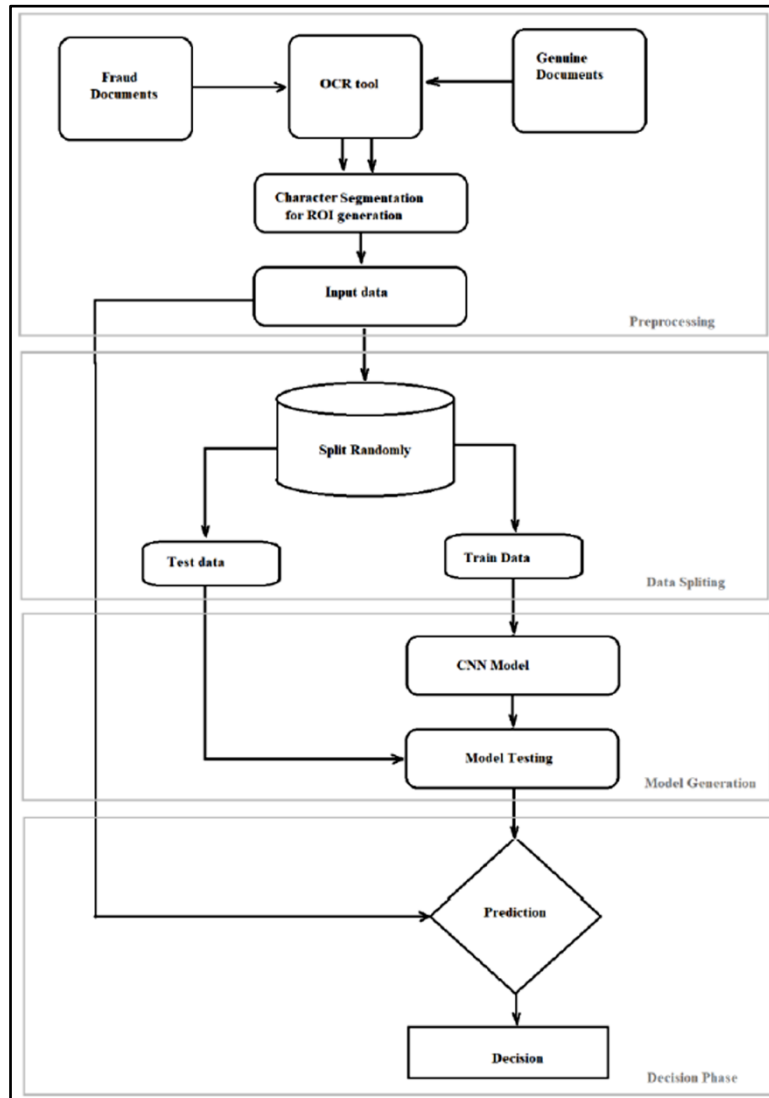 Fraud
Documents
OCR tool
Genuine
Documents
Character Segmentation
for ROI generation
Input data
Preprocessing
Split Randomly
Test data
Train Data
Data Spliting
CNN Model
Model Testing
Model Generation
Prediction
Decision
Decision Phase